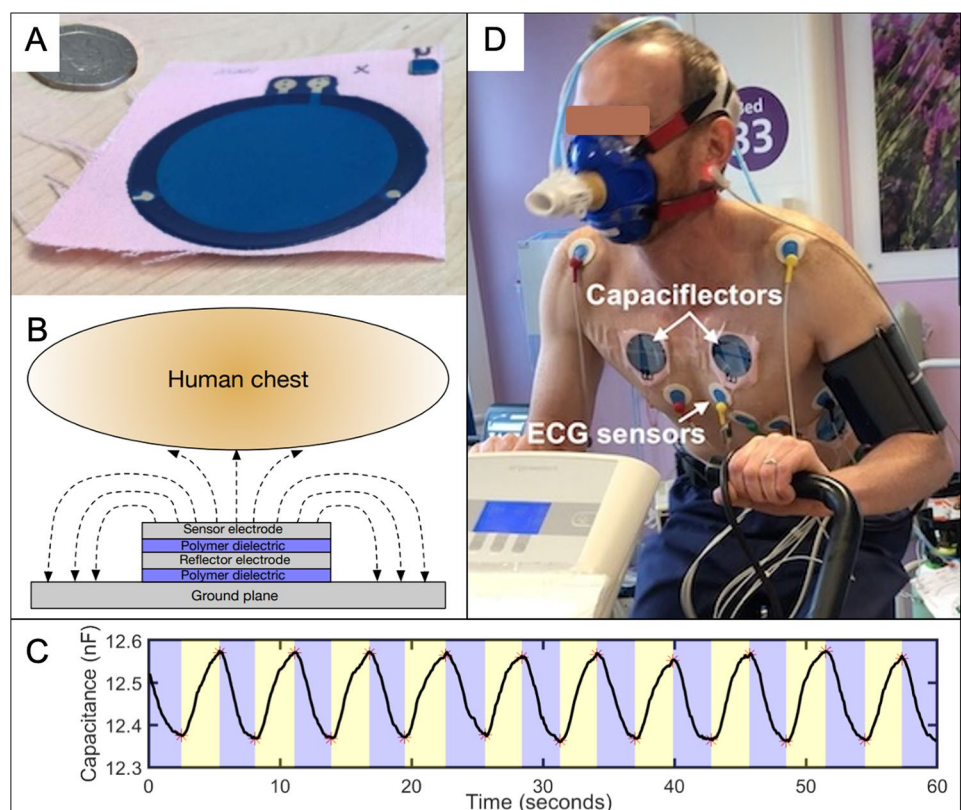 A
B
Human chest
Sensor electrode
Polymer dielectric
Reflector electrode
Polymer dielectric
Ground plane
D
Bed
33
Capaciflectors
ECG sensors
C
Capacitance (nF)
12.6
12.5
12.4
12.3
0
10
20
30
40
50
60
Time (seconds)